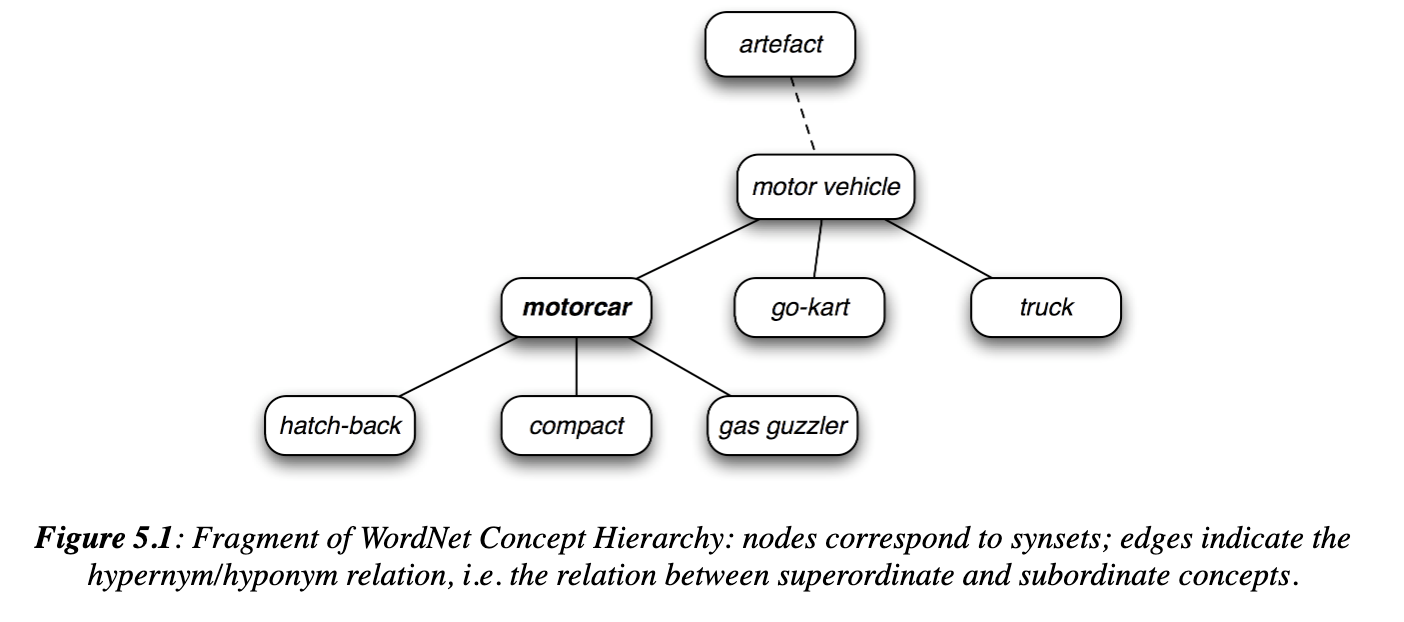 artefact
motor vehicle
motorcar
go-kart
truck
hatch-back
compact
gas guzzler
Figure 5.1: Fragment of WordNet Concept Hierarchy: nodes correspond to synsets; edges indicate the
hypernym/hyponym relation, i.e. the relation between superordinate and subordinate concepts.